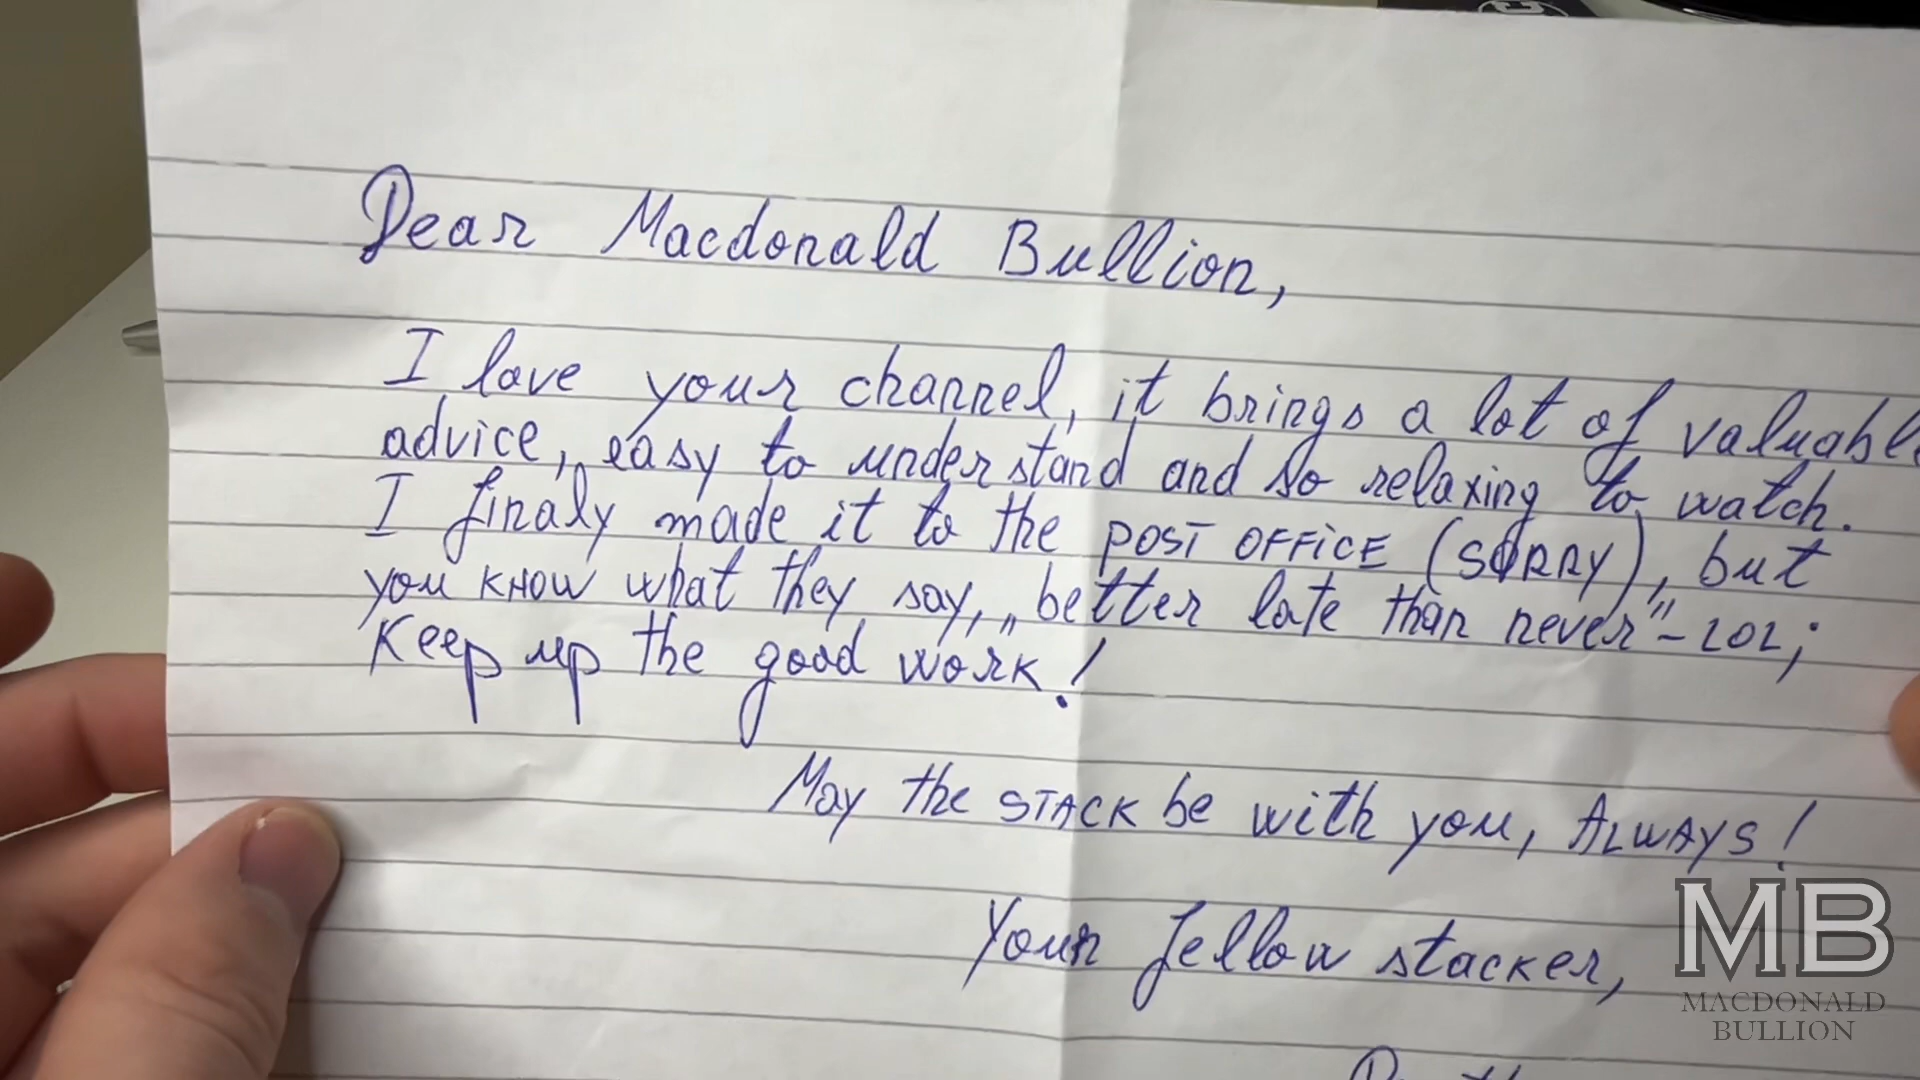 Dear Macdonald Bullion,
I love your channel, it brings a lot of valuable
advice, easy to understand and so relaxing to watch.
I finaly made it to the POST OFFiCE (SORRY), but
you KNOW what they say, „better late than never" - LOL;
Keep up the good work!
May the STACK be with you, ALWAYS!
Your fellow stacker,
MB
MACDONALD
BULLION